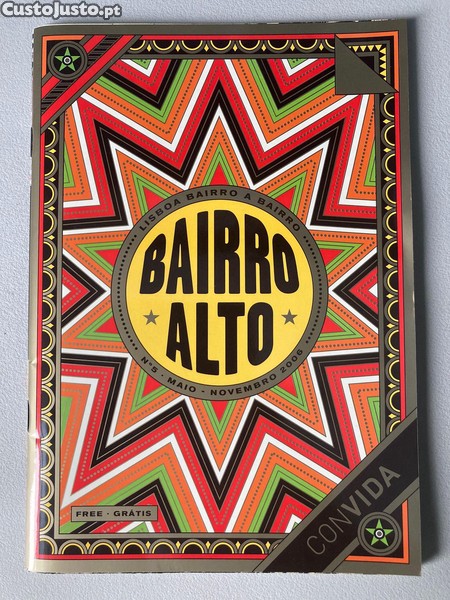 CustoJusto.pt
LISBOA BAIRRO A BAIRRO
BAIRRO
★ ALTO ★
Nº5 · MAIO - NOVEMBRO 2006
FREE · GRÁTIS
CONVIDA